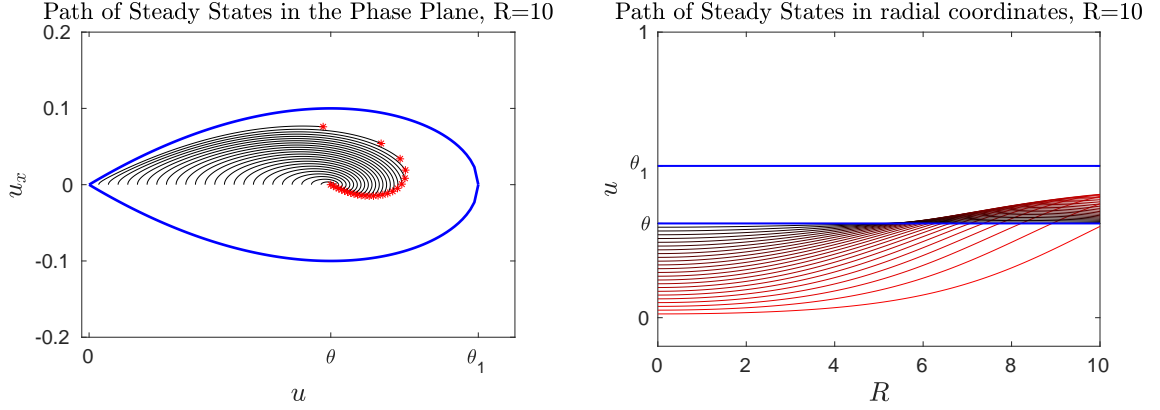 Path of Steady States in the Phase Plane, R=10
0.2
0.1
0
-0.1
-0.2
u_x
0
θ
θ_1
u
Path of Steady States in radial coordinates, R=10
1
θ_1
θ
0
u
0
2
4
6
8
10
R